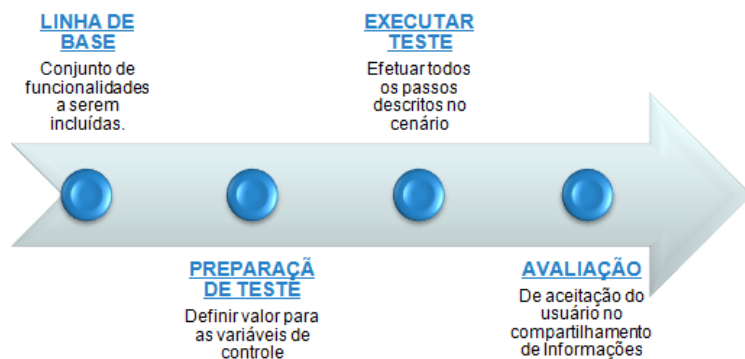 LINHA DE
BASE
Conjunto de
funcionalidades
a serem
incluídas.
PREPARAÇÃ
DE TESTE
Definir valor para
as variáveis de
controle
EXECUTAR
TESTE
Efetuar todos
os passos
descritos no
cenário
AVALIAÇÃO
De aceitação do
usuário no
compartilhamento
de Informações